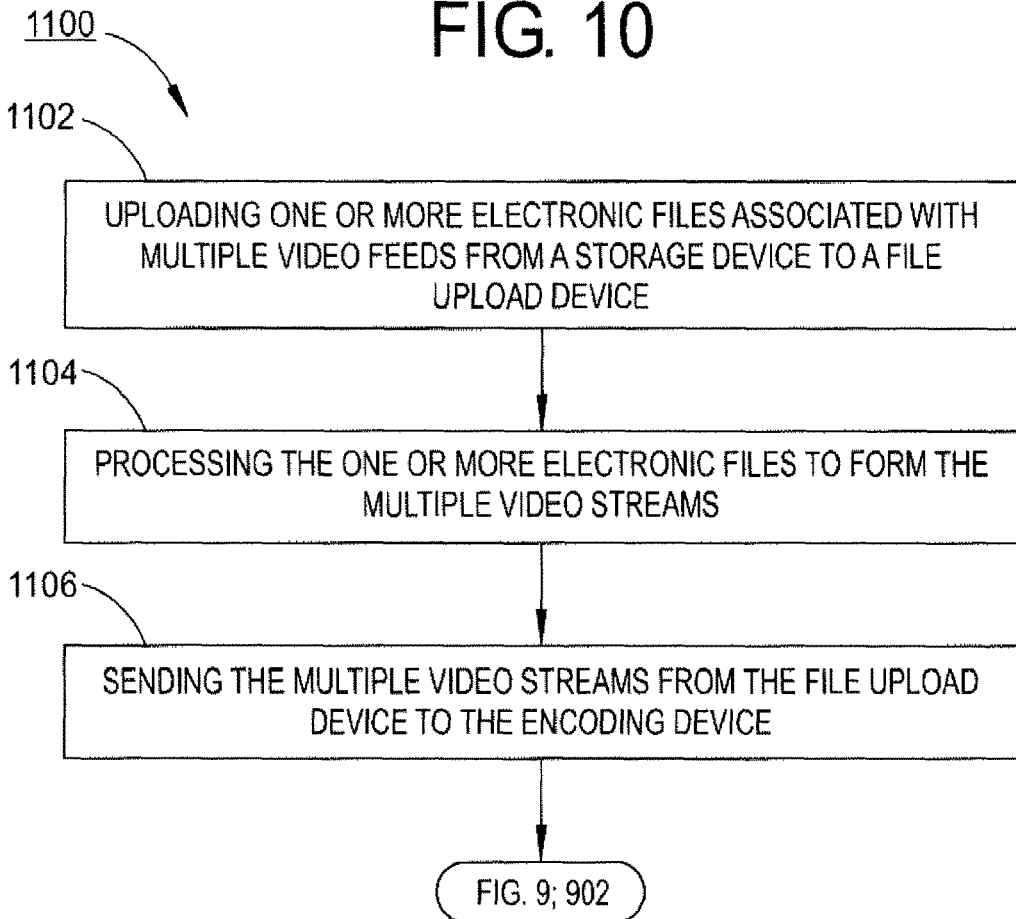 FIG. 10
1100
1102
UPLOADING ONE OR MORE ELECTRONIC FILES ASSOCIATED WITH
MULTIPLE VIDEO FEEDS FROM A STORAGE DEVICE TO A FILE
UPLOAD DEVICE
1104
PROCESSING THE ONE OR MORE ELECTRONIC FILES TO FORM THE
MULTIPLE VIDEO STREAMS
1106
SENDING THE MULTIPLE VIDEO STREAMS FROM THE FILE UPLOAD
DEVICE TO THE ENCODING DEVICE
FIG. 9; 902